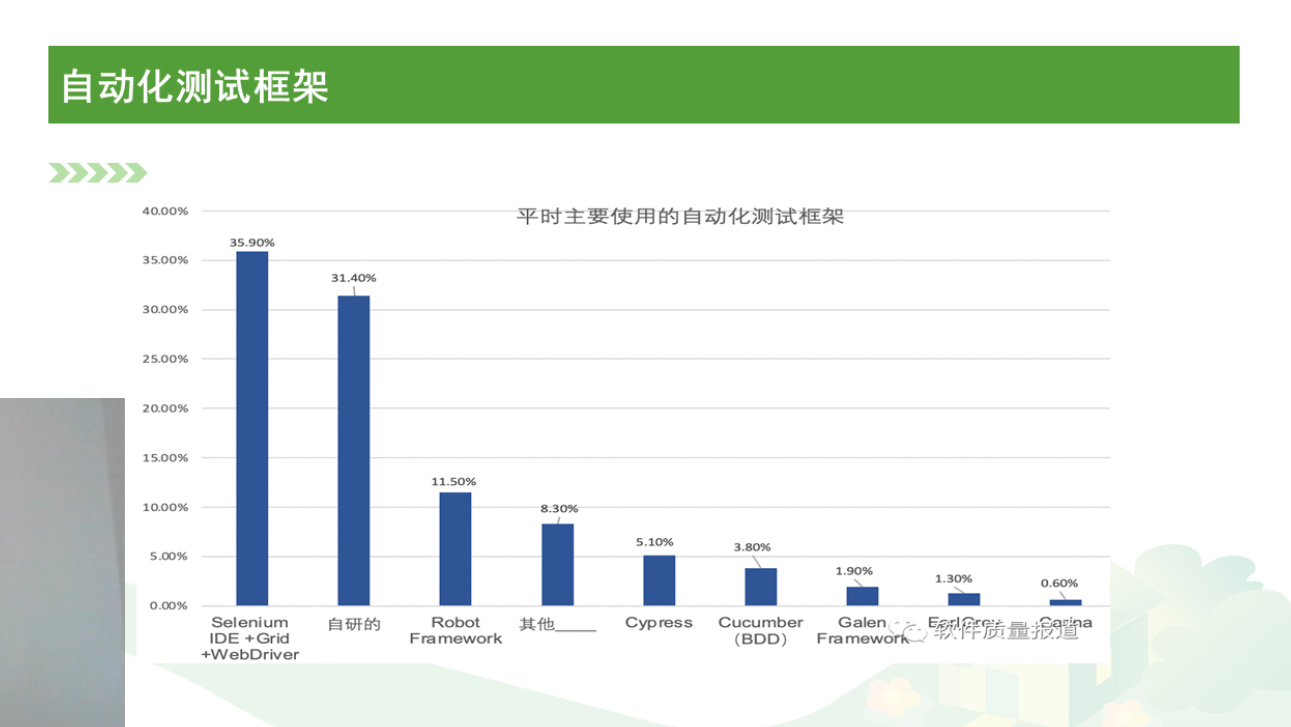 自动化测试框架
平时主要使用的自动化测试框架
40.00%
35.00%
30.00%
25.00%
20.00%
15.00%
10.00%
5.00%
0.00%
35.90%
31.40%
11.50%
8.30%
5.10%
3.80%
1.90%
1.30%
0.60%
Selenium
IDE +Grid
+WebDriver
自研的
Robot
Framework
其他____
Cypress
Cucumber
（BDD）
Galen
Framework
Carina
软件质量报道